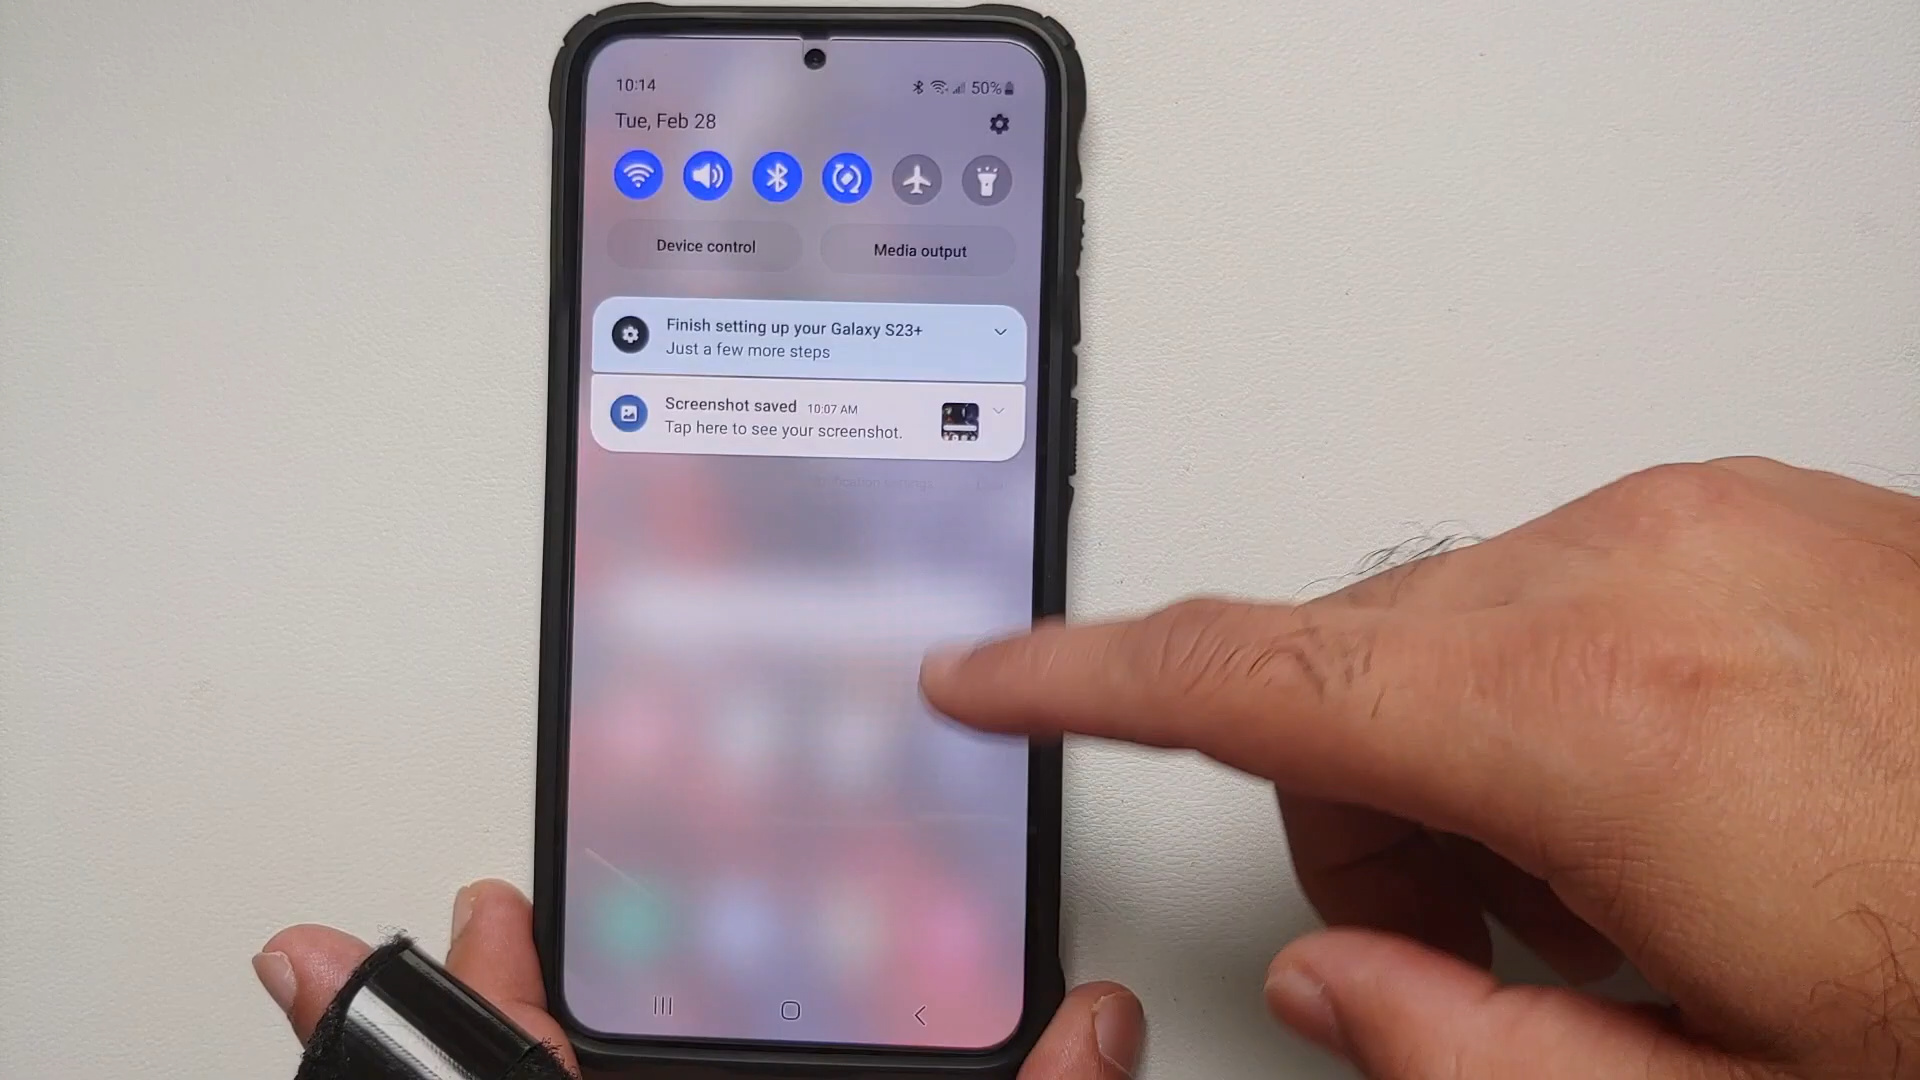 10:14
50%
Tue, Feb 28
Device control
Media output
Finish setting up your Galaxy S23+
Just a few more steps
Screenshot saved 10:07 AM
Tap here to see your screenshot.